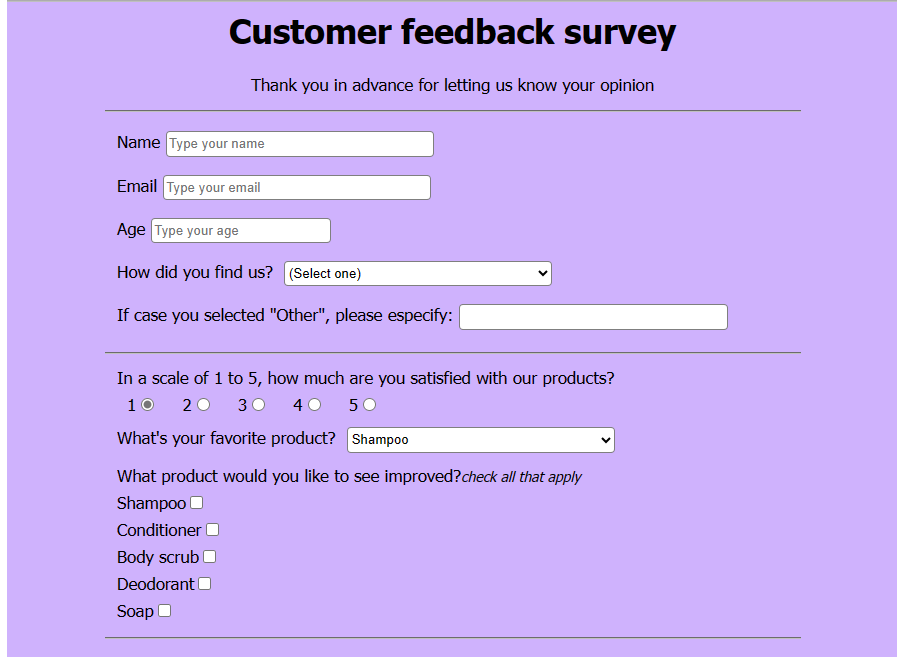 Customer feedback survey
Thank you in advance for letting us know your opinion
Name Type your name
Email Type your email
Age Type your age
How did you find us? (Select one)
If case you selected "Other", please especify:
In a scale of 1 to 5, how much are you satisfied with our products?
1 2 3 4 5
What's your favorite product? Shampoo
What product would you like to see improved?check all that apply
Shampoo
Conditioner
Body scrub
Deodorant
Soap